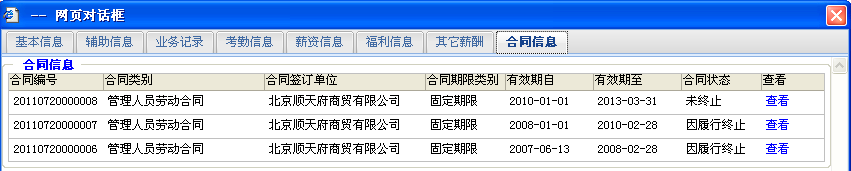 -- 网页对话框
基本信息 辅助信息 业务记录 考勤信息 薪资信息 福利信息 其它薪酬 合同信息
合同信息
合同编号 合同类别 合同签订单位 合同期限类别 有效期自 有效期至 合同状态 查看
20110720000008 管理人员劳动合同 北京顺天府商贸有限公司 固定期限 2010-01-01 2013-03-31 未终止 查看
20110720000007 管理人员劳动合同 北京顺天府商贸有限公司 固定期限 2008-01-01 2010-02-28 因履行终止 查看
20110720000006 管理人员劳动合同 北京顺天府商贸有限公司 固定期限 2007-06-13 2008-02-28 因履行终止 查看